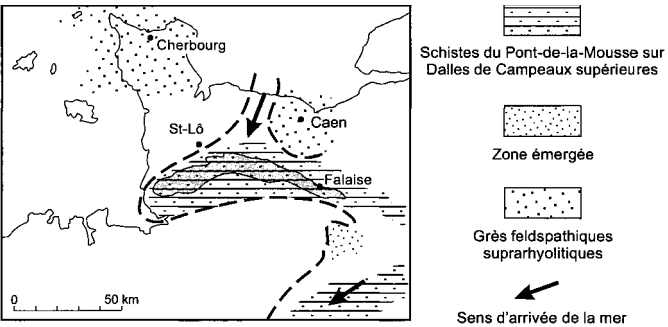 Cherbourg
St-Lô
Caen
Falaise
0 50 km
Schistes du Pont-de-la-Mousse sur
Dalles de Campeaux supérieures
Zone émergée
Grès feldspathiques
suprarhyolitiques
Sens d'arrivée de la mer